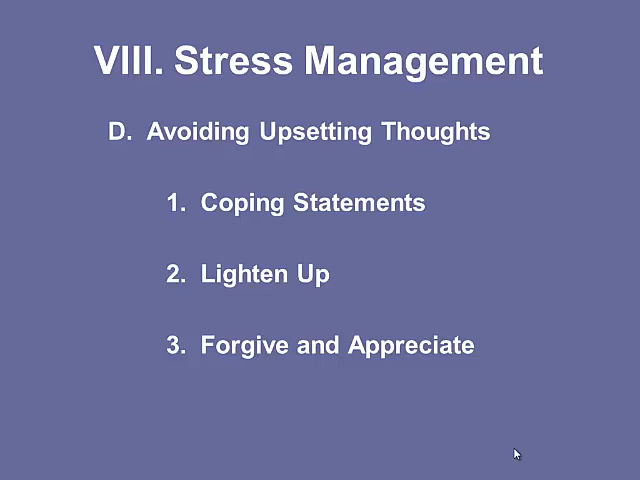 VIII. Stress Management
D. Avoiding Upsetting Thoughts
1. Coping Statements
2. Lighten Up
3. Forgive and Appreciate